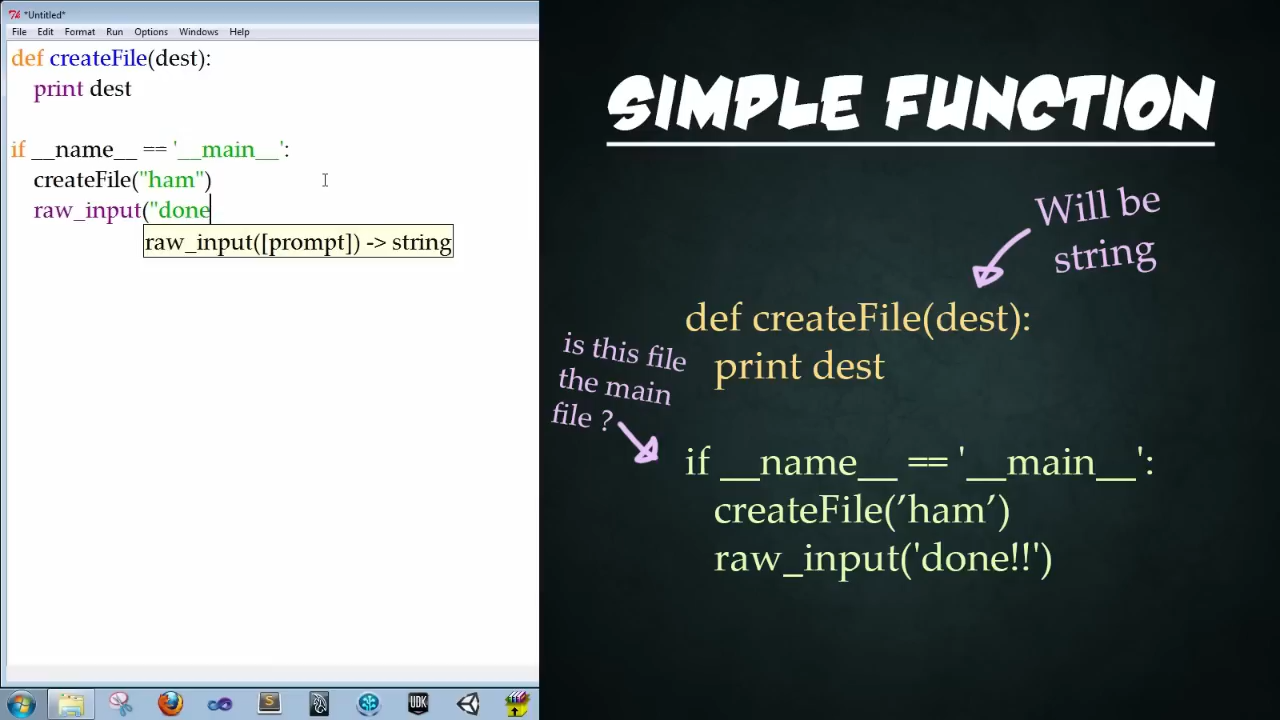 *Untitled*
File Edit Format Run Options Windows Help
def createFile(dest):
print dest
if __name__ == '__main__':
createFile("ham")
raw_input("done
raw_input([prompt]) -> string
SIMPLE FUNCTION
Will be
string
def createFile(dest):
print dest
is this file
the main
file ?
if __name__ == '__main__':
createFile('ham')
raw_input('done!!')
UDK